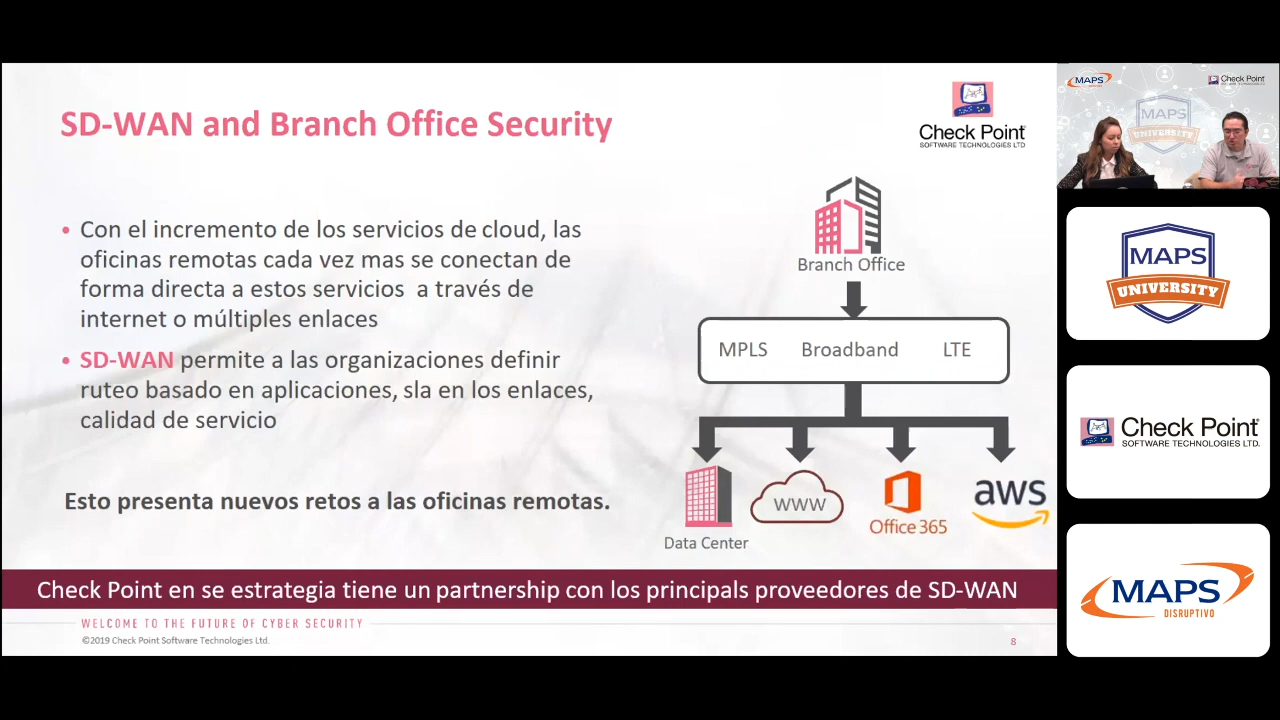 SD-WAN and Branch Office Security
Check Point
SOFTWARE TECHNOLOGIES LTD
• Con el incremento de los servicios de cloud, las
oficinas remotas cada vez mas se conectan de
forma directa a estos servicios a través de
internet o múltiples enlaces
• SD-WAN permite a las organizaciones definir
ruteo basado en aplicaciones, sla en los enlaces,
calidad de servicio
Esto presenta nuevos retos a las oficinas remotas.
Branch Office
MPLS Broadband LTE
Data Center
WWW
Office 365
aws
Check Point en se estrategia tiene un partnership con los principals proveedores de SD-WAN
WELCOME TO THE FUTURE OF CYBER SECURITY
©2019 Check Point Software Technologies Ltd.
8
MAPS
Check Point
MAPS
UNIVERSITY
MAPS
UNIVERSITY
Check Point
SOFTWARE TECHNOLOGIES LTD.
MAPS
DISRUPTIVO